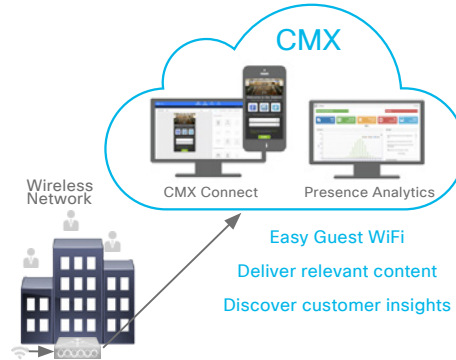 CMX
CMX Connect
Presence Analytics
Wireless
Network
Easy Guest WiFi
Deliver relevant content
Discover customer insights